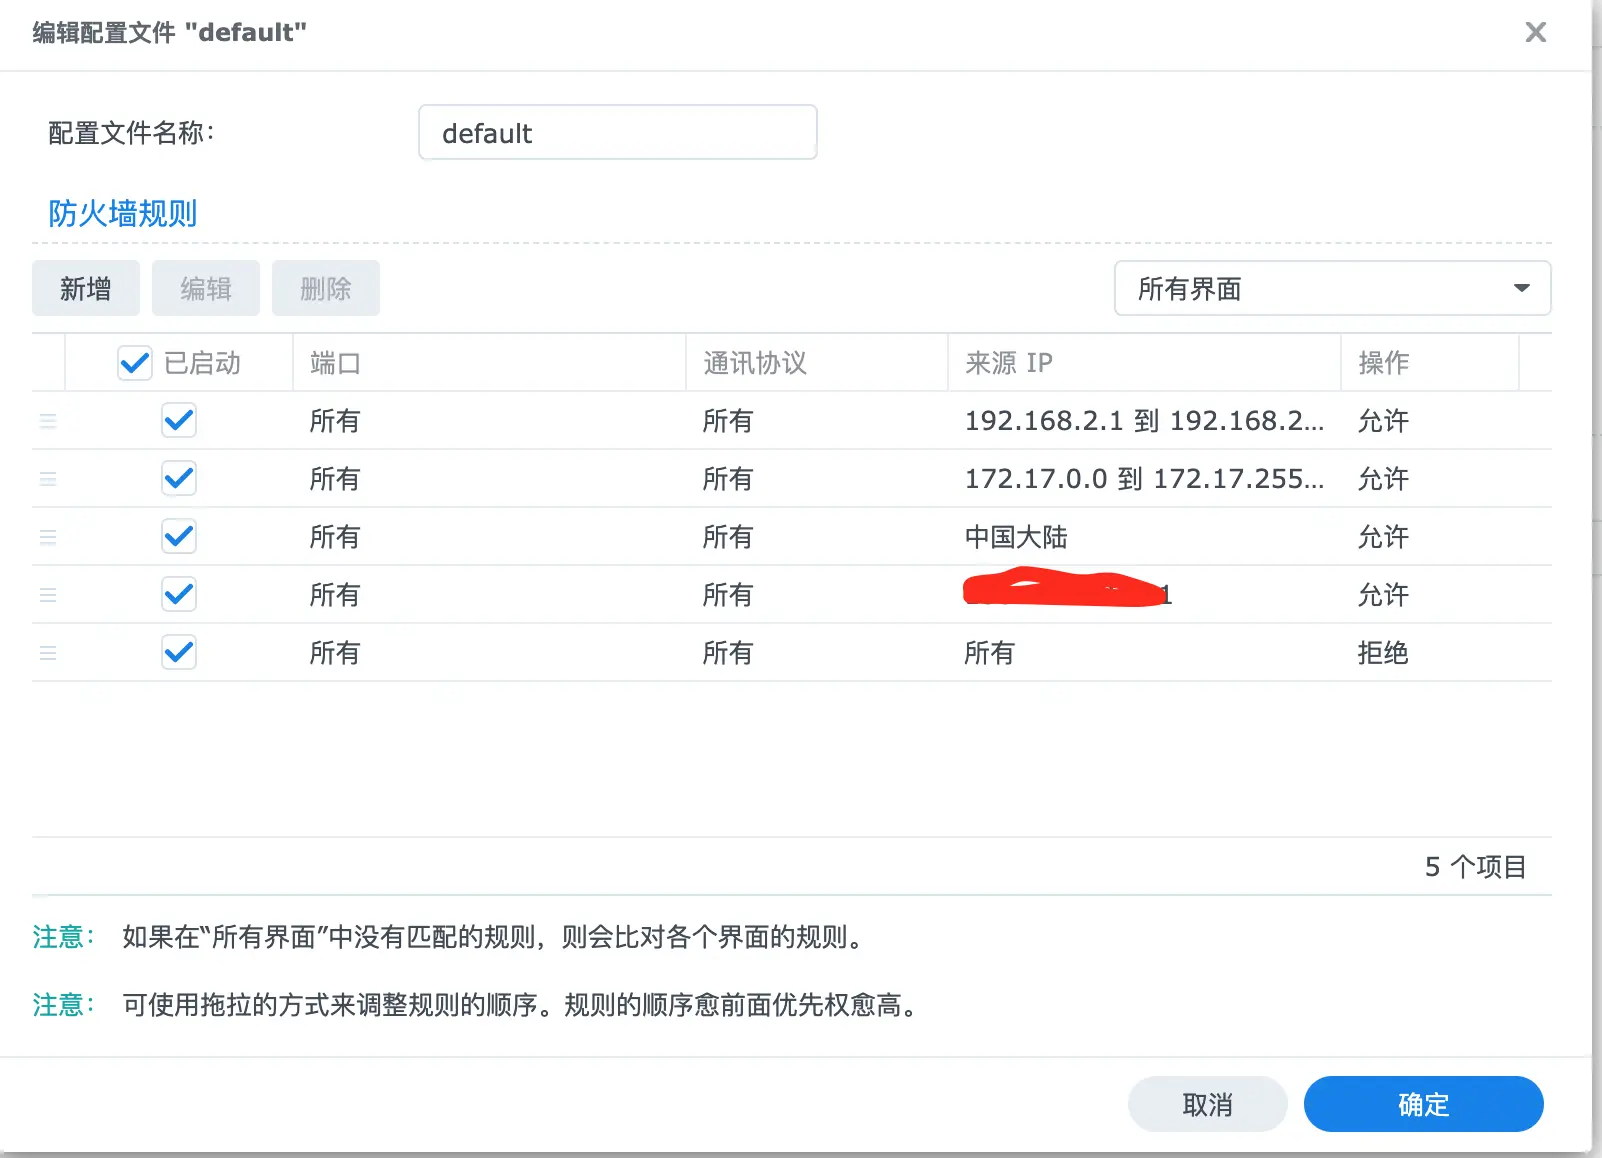 编辑配置文件 "default"
配置文件名称：
default
防火墙规则
新增 编辑 删除 所有界面
已启动 端口 通讯协议 来源 IP 操作
所有 所有 192.168.2.1 到 192.168.2... 允许
所有 所有 172.17.0.0 到 172.17.255... 允许
所有 所有 中国大陆 允许
所有 所有 1 允许
所有 所有 所有 拒绝
5 个项目
注意： 如果在“所有界面”中没有匹配的规则，则会比对各个界面的规则。
注意： 可使用拖拉的方式来调整规则的顺序。规则的顺序愈前面优先权愈高。
取消 确定